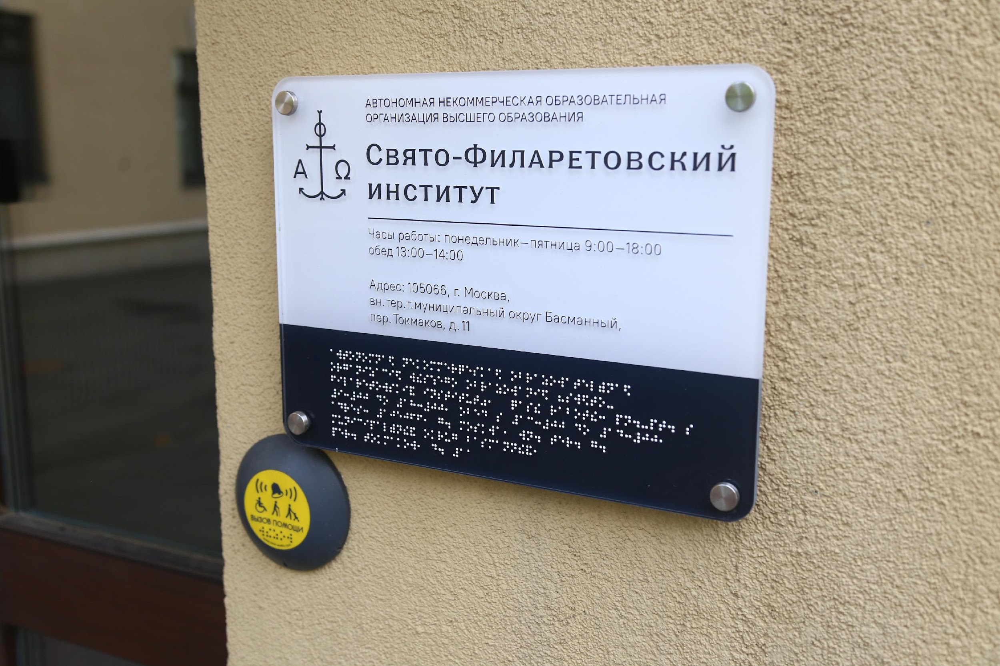 АВТОНОМНАЯ НЕКОММЕРЧЕСКАЯ ОБРАЗОВАТЕЛЬНАЯ
ОРГАНИЗАЦИЯ ВЫСШЕГО ОБРАЗОВАНИЯ
Ф
Α Ω
Свято-Филаретовский
институт
Часы работы: понедельник–пятница 9:00–18:00
обед 13:00–14:00
Адрес: 105066, г. Москва,
вн.тер.г.муниципальный округ Басманный,
пер. Токмаков, д. 11
ВЫЗОВ ПОМОЩИ